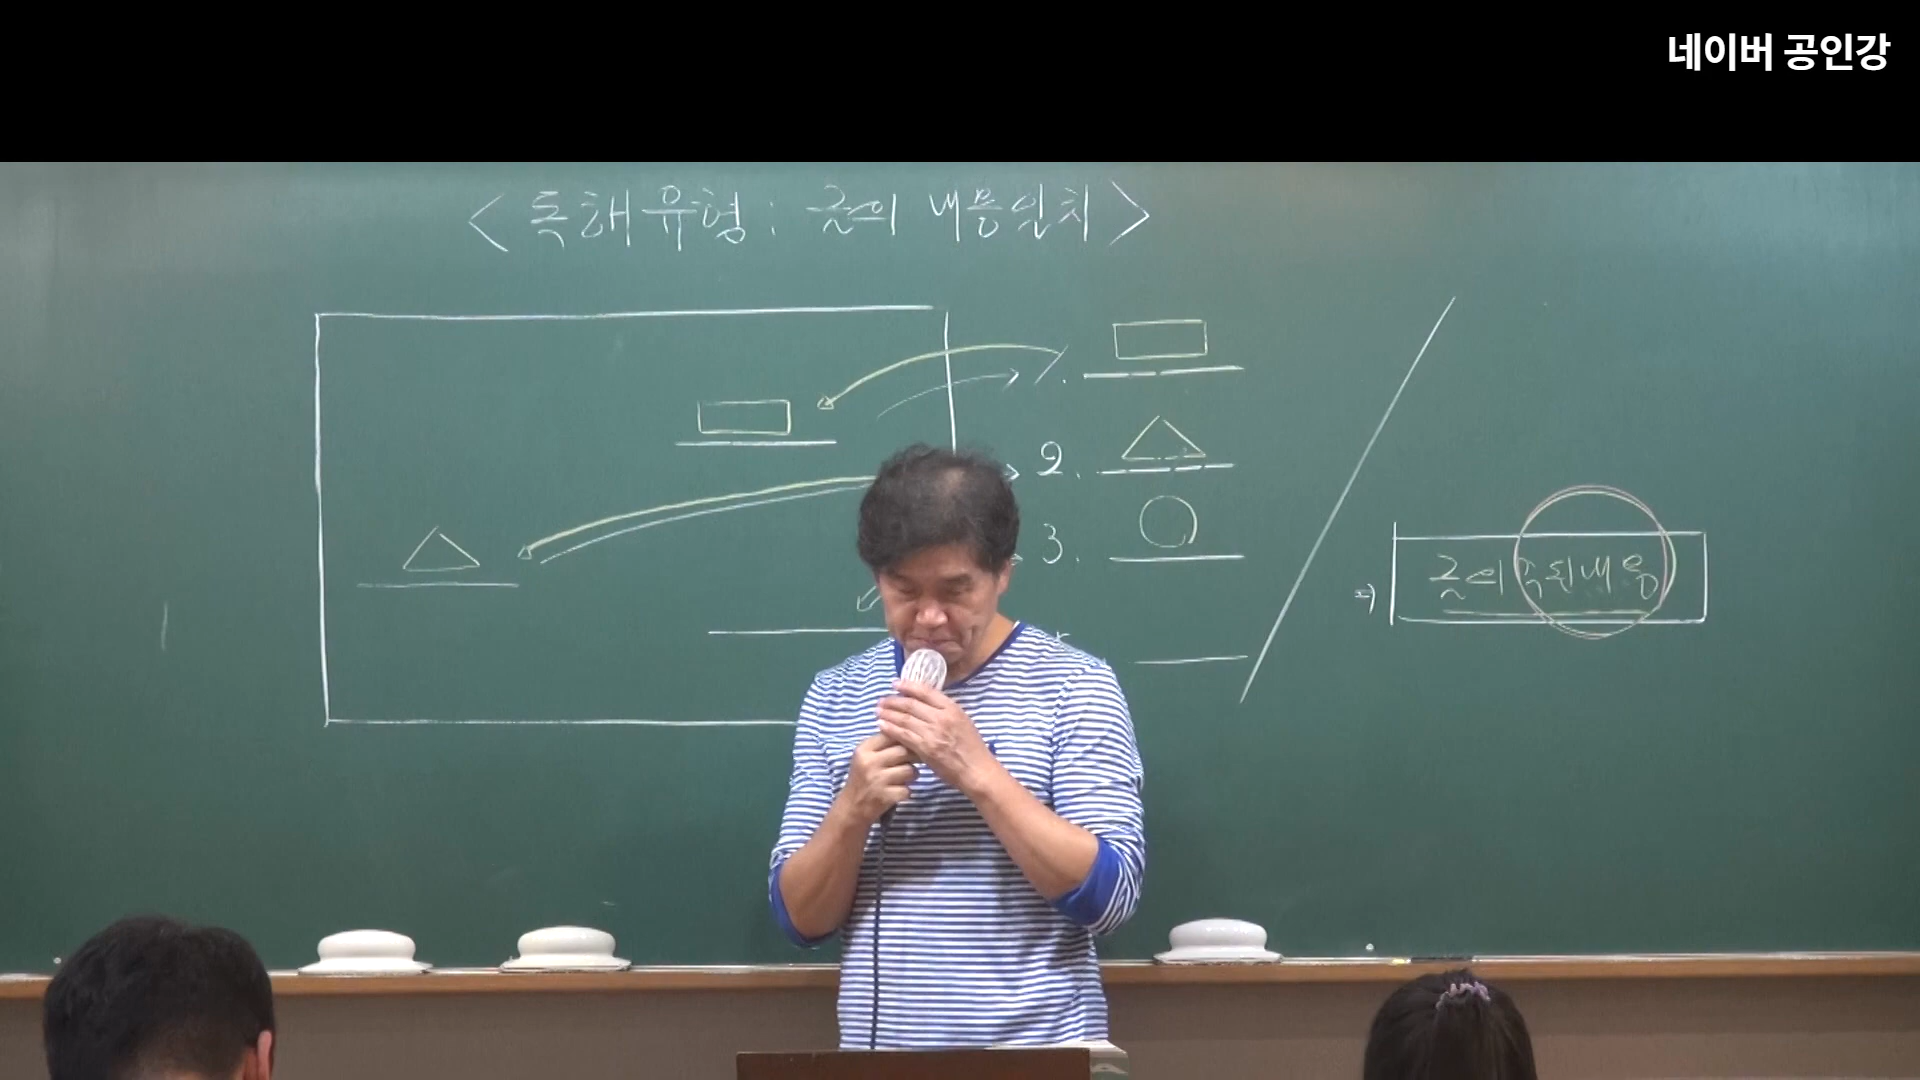 네이버 공인강
<독해유형: 글의 내용일치>
1.
2.
3.
⇒ 글의 주된 내용